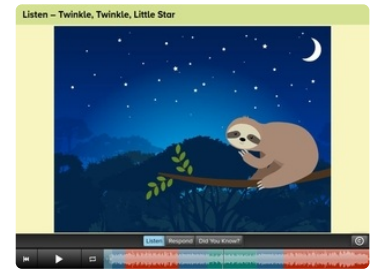 Listen – Twinkle, Twinkle, Little Star
Listen Respond Did You Know?